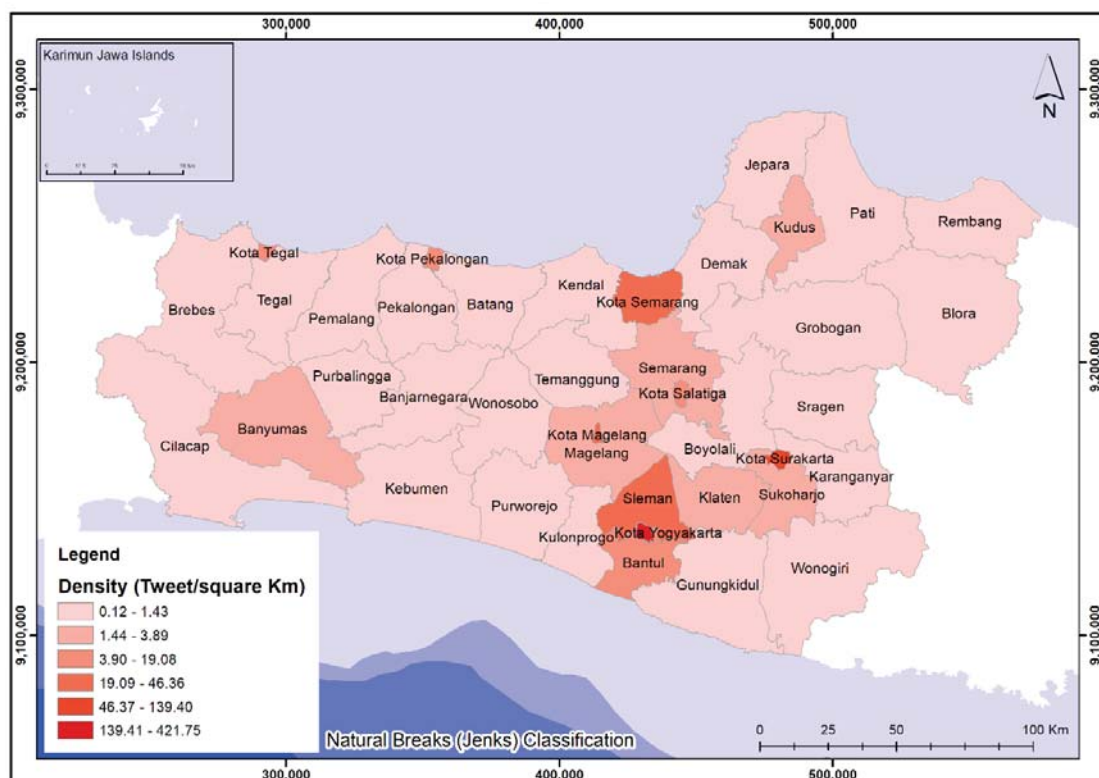 300,000 400,000 500,000
9,300,000 9,300,000
Karimun Jawa Islands
N
Jepara
Pati
Rembang
Kudus
Kota Tegal
Kota Pekalongan
Demak
Kendal
Kota Semarang
Brebes
Tegal
Pemalang
Pekalongan
Batang
Grobogan
Blora
9,200,000 9,200,000
Semarang
Purbalingga
Temanggung
Banjarnegara
Wonosobo
Kota Salatiga
Sragen
Banyumas
Kota Magelang
Cilacap
Magelang
Boyolali
Kota Surakarta
Karanganyar
Kebumen
Purworejo
Sleman
Klaten
Sukoharjo
Kulonprogo
Kota Yogyakarta
Bantul
Gunungkidul
Wonogiri
9,100,000 9,100,000
Legend
Density (Tweet/square Km)
0.12 - 1.43
1.44 - 3.89
3.90 - 19.08
19.09 - 46.36
46.37 - 139.40
139.41 - 421.75
Natural Breaks (Jenks) Classification
0 25 50 100 Km
300,000 400,000 500,000